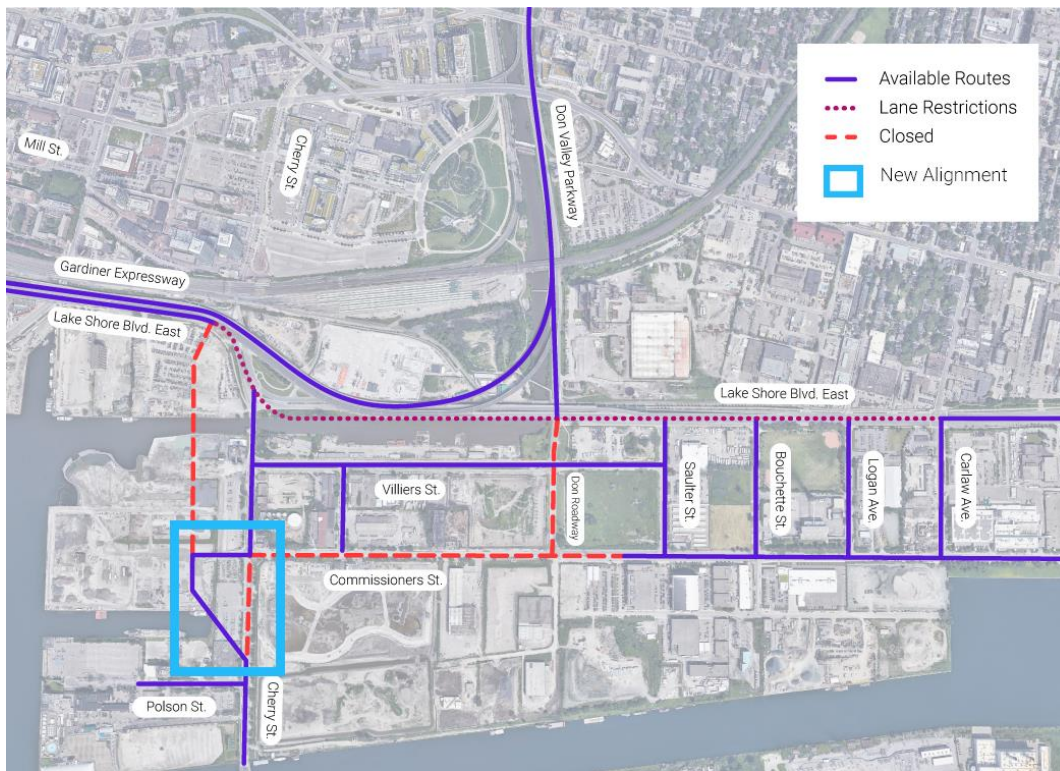 Available Routes
Lane Restrictions
Closed
New Alignment
Mill St.
Cherry St.
Don Valley Parkway
Gardiner Expressway
Lake Shore Blvd. East
Lake Shore Blvd. East
Villiers St.
Don Roadway
Saulter St.
Bouchette St.
Logan Ave.
Carlaw Ave.
Commissioners St.
Polson St.
Cherry St.